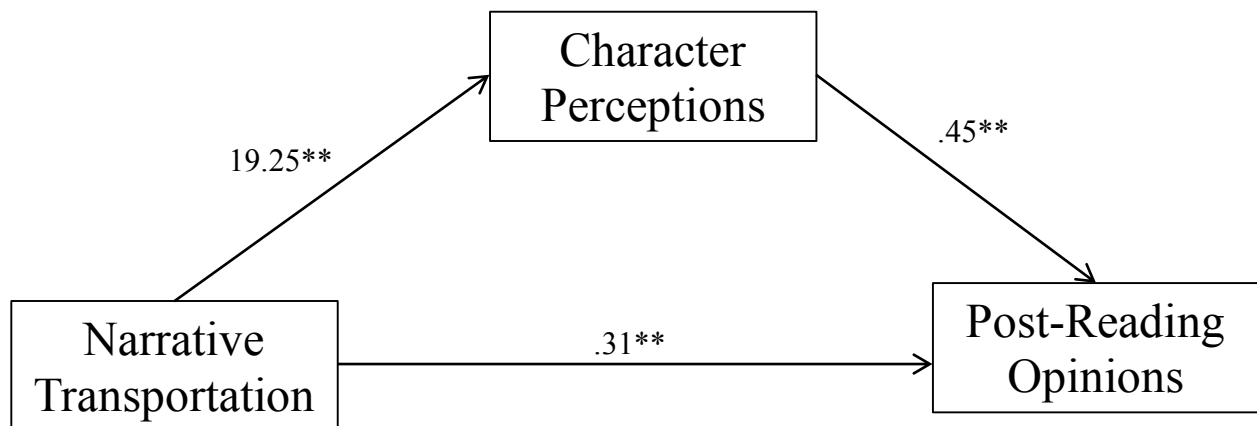 Character
Perceptions
19.25**
.45**
Narrative
Transportation
.31**
Post-Reading
Opinions